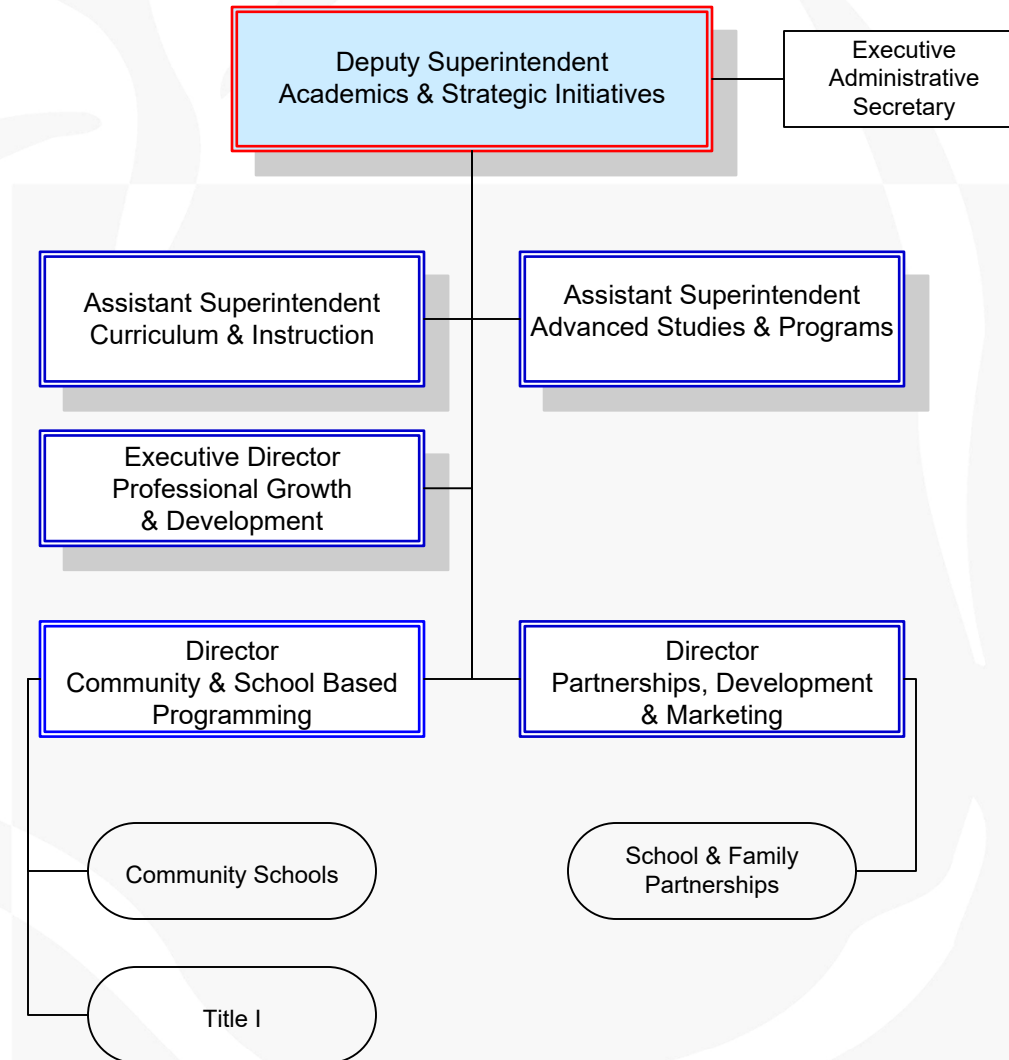 Deputy Superintendent
Academics & Strategic Initiatives
Executive
Administrative
Secretary
Assistant Superintendent
Curriculum & Instruction
Assistant Superintendent
Advanced Studies & Programs
Executive Director
Professional Growth
& Development
Director
Community & School Based
Programming
Director
Partnerships, Development
& Marketing
Community Schools
School & Family
Partnerships
Title I